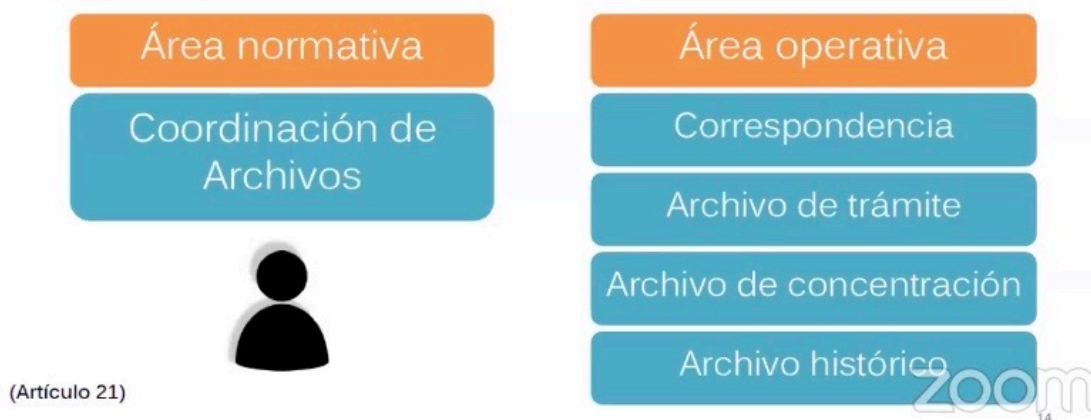 Área normativa
Coordinación de
Archivos
(Artículo 21)
Área operativa
Correspondencia
Archivo de trámite
Archivo de concentración
Archivo histórico
zoom
14